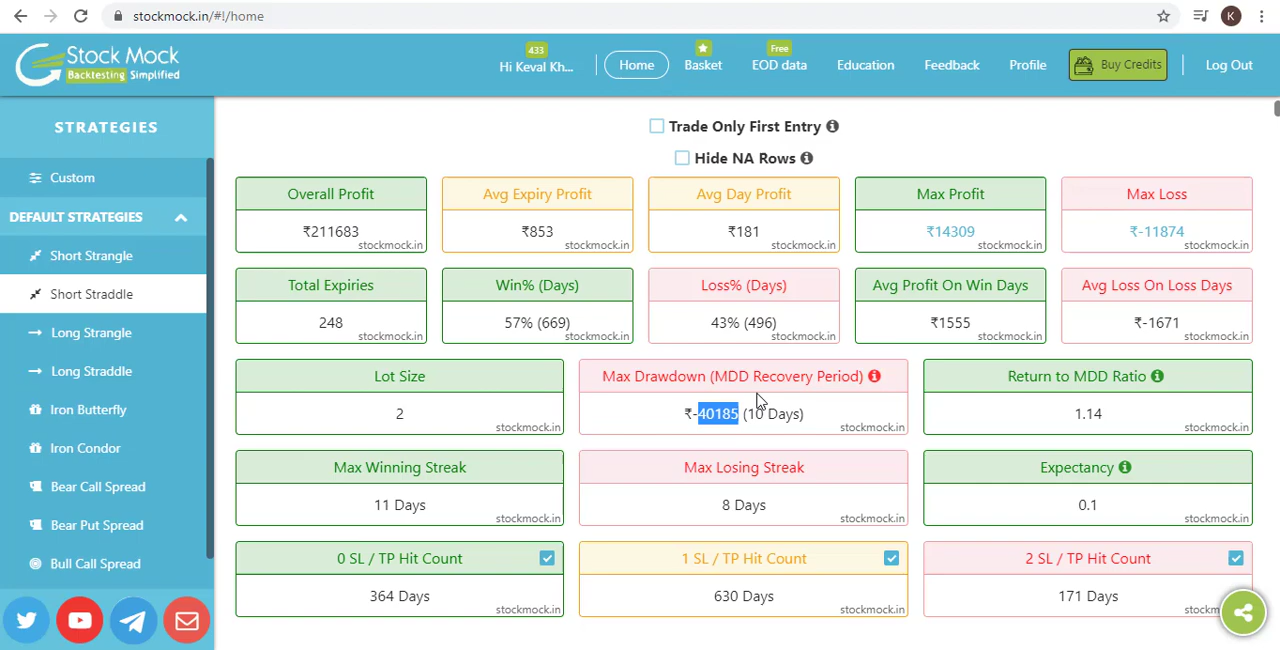 stockmock.in/#!/home
K
Stock Mock
Backtesting Simplified
433
Hi Keval Kh...
Home
Basket
Free
EOD data
Education
Feedback
Profile
Buy Credits
Log Out
STRATEGIES
Custom
DEFAULT STRATEGIES
Short Strangle
Short Straddle
Long Strangle
Long Straddle
Iron Butterfly
Iron Condor
Bear Call Spread
Bear Put Spread
Bull Call Spread
Trade Only First Entry
Hide NA Rows
Overall Profit
₹211683
stockmock.in
Avg Expiry Profit
₹853
stockmock.in
Avg Day Profit
₹181
stockmock.in
Max Profit
₹14309
stockmock.in
Max Loss
₹-11874
stockmock.in
Total Expiries
248
stockmock.in
Win% (Days)
57% (669)
stockmock.in
Loss% (Days)
43% (496)
stockmock.in
Avg Profit On Win Days
₹1555
stockmock.in
Avg Loss On Loss Days
₹-1671
stockmock.in
Lot Size
2
stockmock.in
Max Drawdown (MDD Recovery Period)
₹-40185 (10 Days)
stockmock.in
Return to MDD Ratio
1.14
stockmock.in
Max Winning Streak
11 Days
stockmock.in
Max Losing Streak
8 Days
stockmock.in
Expectancy
0.1
stockmock.in
0 SL / TP Hit Count
364 Days
stockmock.in
1 SL / TP Hit Count
630 Days
stockmock.in
2 SL / TP Hit Count
171 Days